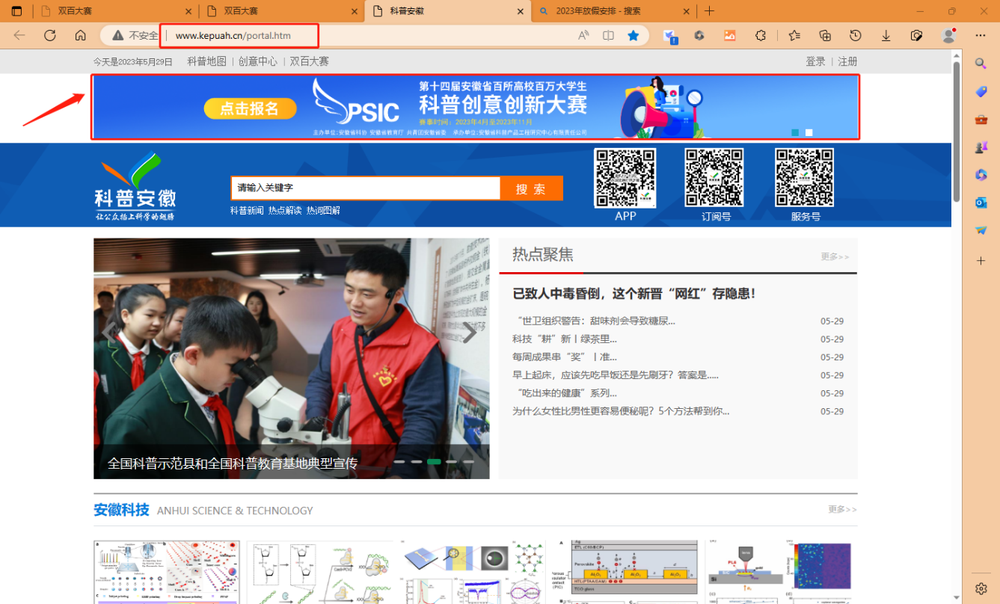 双百大赛
双百大赛
科普安徽
2023年放假安排 - 搜索
不安全
www.kepuah.cn/portal.htm
今天是2023年5月29日 科普地图 | 创意中心 | 双百大赛
登录 | 注册
点击报名
PSIC
第十四届安徽省百所高校百万大学生
科普创意创新大赛
赛事时间：2023年4月至2023年11月
主办单位:安徽省科协 安徽省教育厅 共青团安徽省委 承办单位:安徽省科普产品工程研究中心有限责任公司
科普安徽
让公众插上科学的翅膀
请输入关键字
搜 索
科普新闻 热点解读 热词图解
APP
订阅号
服务号
全国科普示范县和全国科普教育基地典型宣传
热点聚焦
更多>>
已致人中毒昏倒，这个新晋“网红”存隐患！
“世卫组织警告：甜味剂会导致糖尿... 05-29
科技“耕”新丨绿茶里... 05-29
每周成果串“奖”丨准... 05-29
早上起床，应该先吃早饭还是先刷牙？答案是..... 05-29
“吃出来的健康”系列... 05-29
为什么女性比男性更容易便秘呢？5个方法帮到你... 05-29
安徽科技 ANHUI SCIENCE & TECHNOLOGY
更多>>
ETL (C60/BCP)
Perovskite
Al₂O₃ Al₂O₃ Al₂O₃
HTL(PTAA/SAM)
TCO glass
PLA
gold
Si